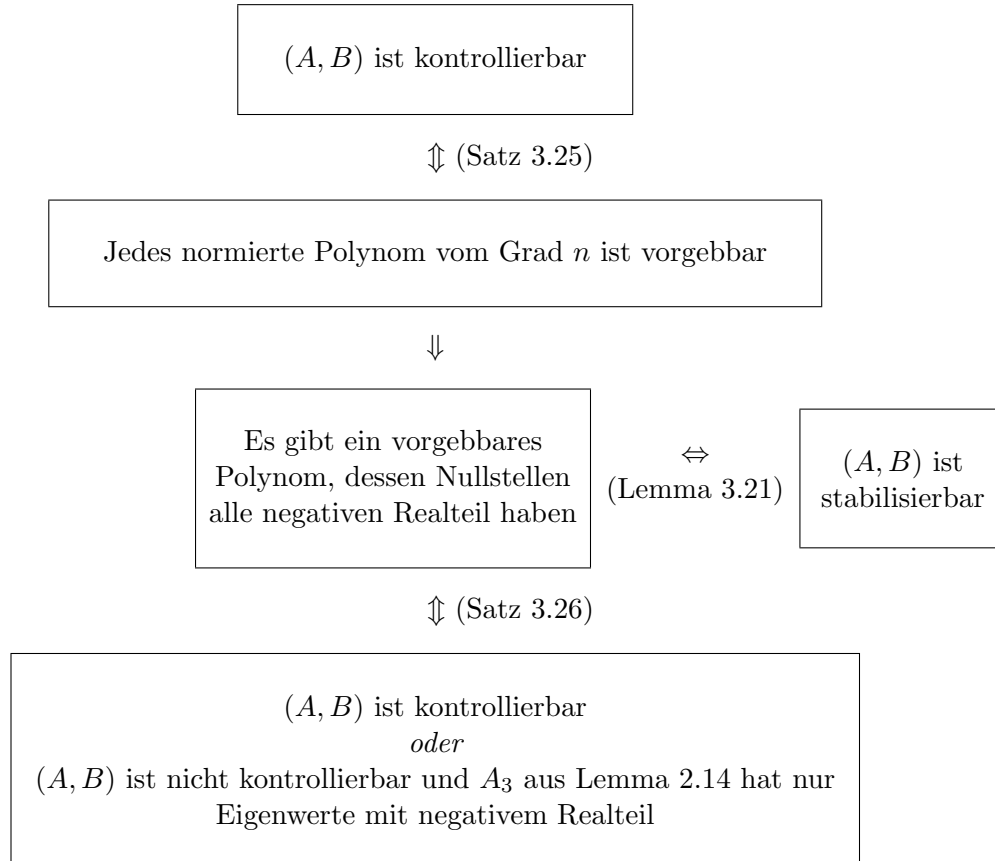 (A, B) ist kontrollierbar
⇕ (Satz 3.25)
Jedes normierte Polynom vom Grad n ist vorgebbar
⇓
Es gibt ein vorgebbares
Polynom, dessen Nullstellen
alle negativen Realteil haben
⇔
(Lemma 3.21)
(A, B) ist
stabilisierbar
⇕ (Satz 3.26)
(A, B) ist kontrollierbar
oder
(A, B) ist nicht kontrollierbar und A₃ aus Lemma 2.14 hat nur
Eigenwerte mit negativem Realteil